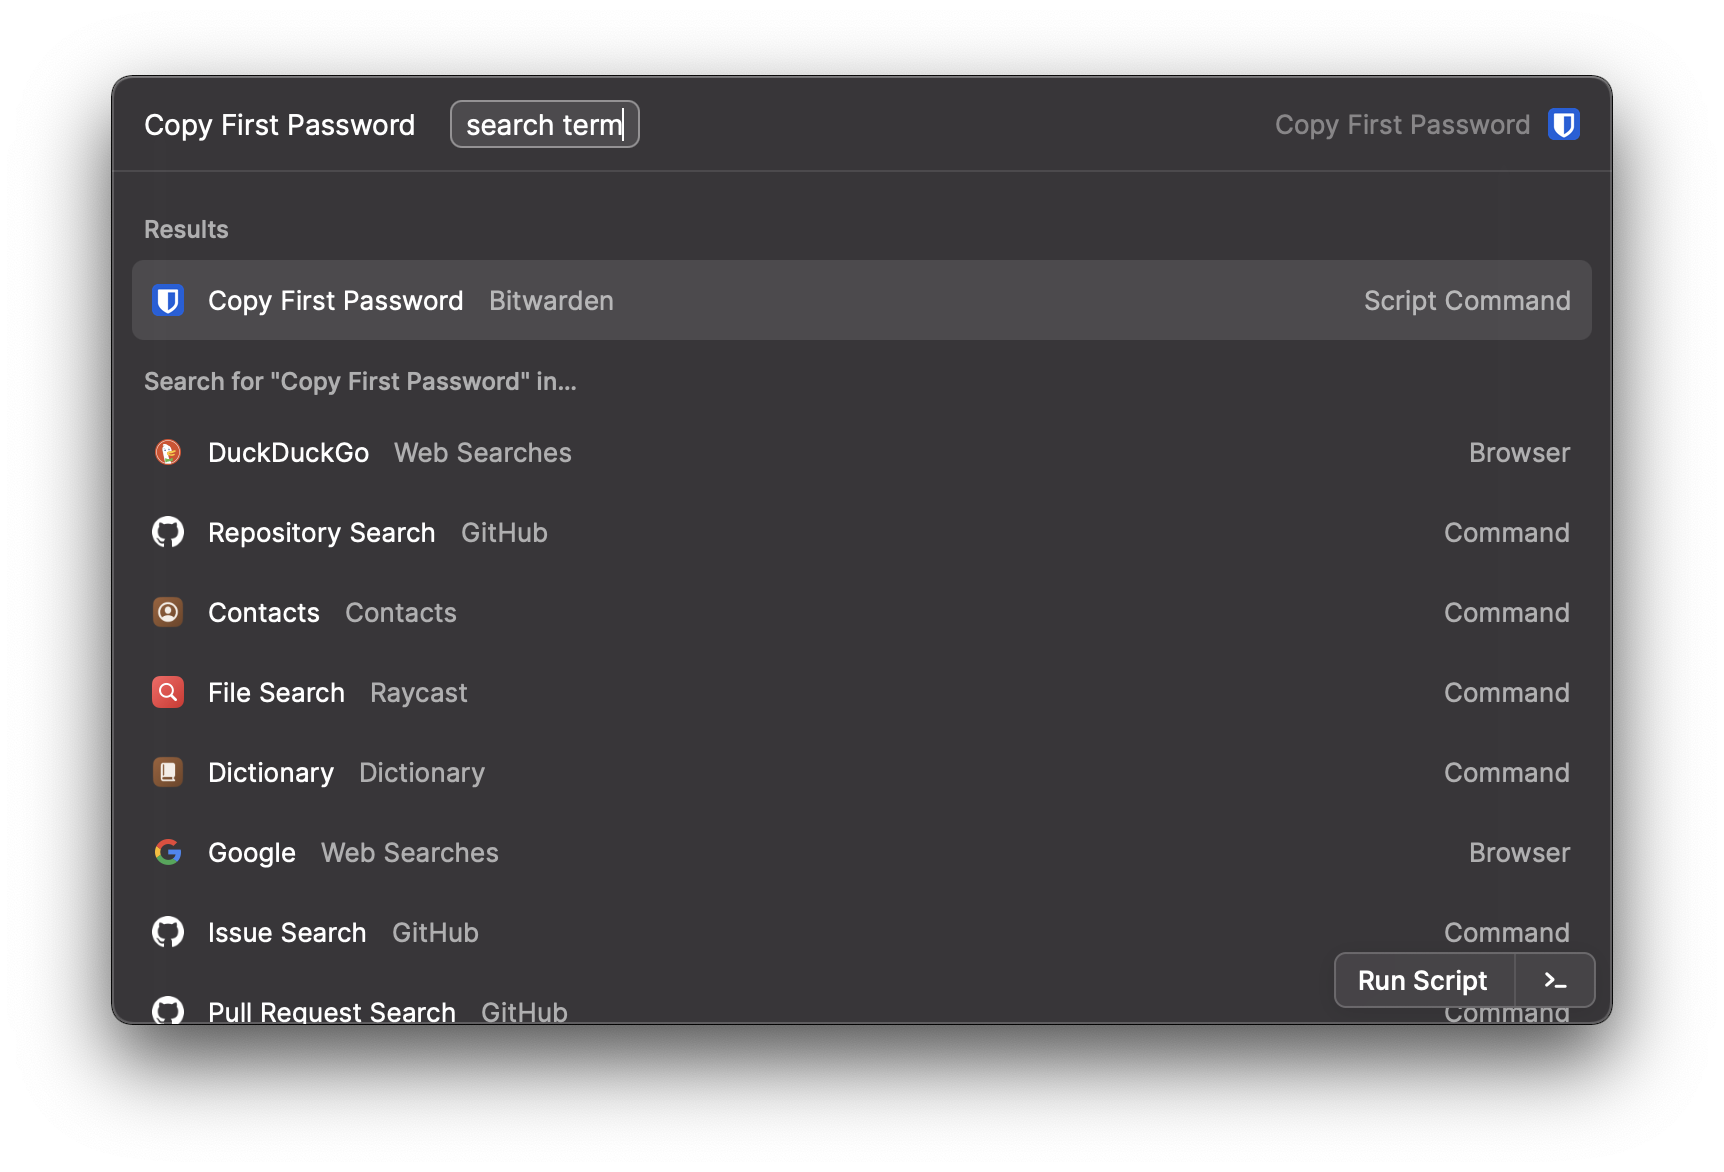 Copy First Password search term Copy First Password
Results
Copy First Password Bitwarden Script Command
Search for "Copy First Password" in...
DuckDuckGo Web Searches Browser
Repository Search GitHub Command
Contacts Contacts Command
File Search Raycast Command
Dictionary Dictionary Command
Google Web Searches Browser
Issue Search GitHub Command
Run Script >_
Pull Request Search GitHub Command